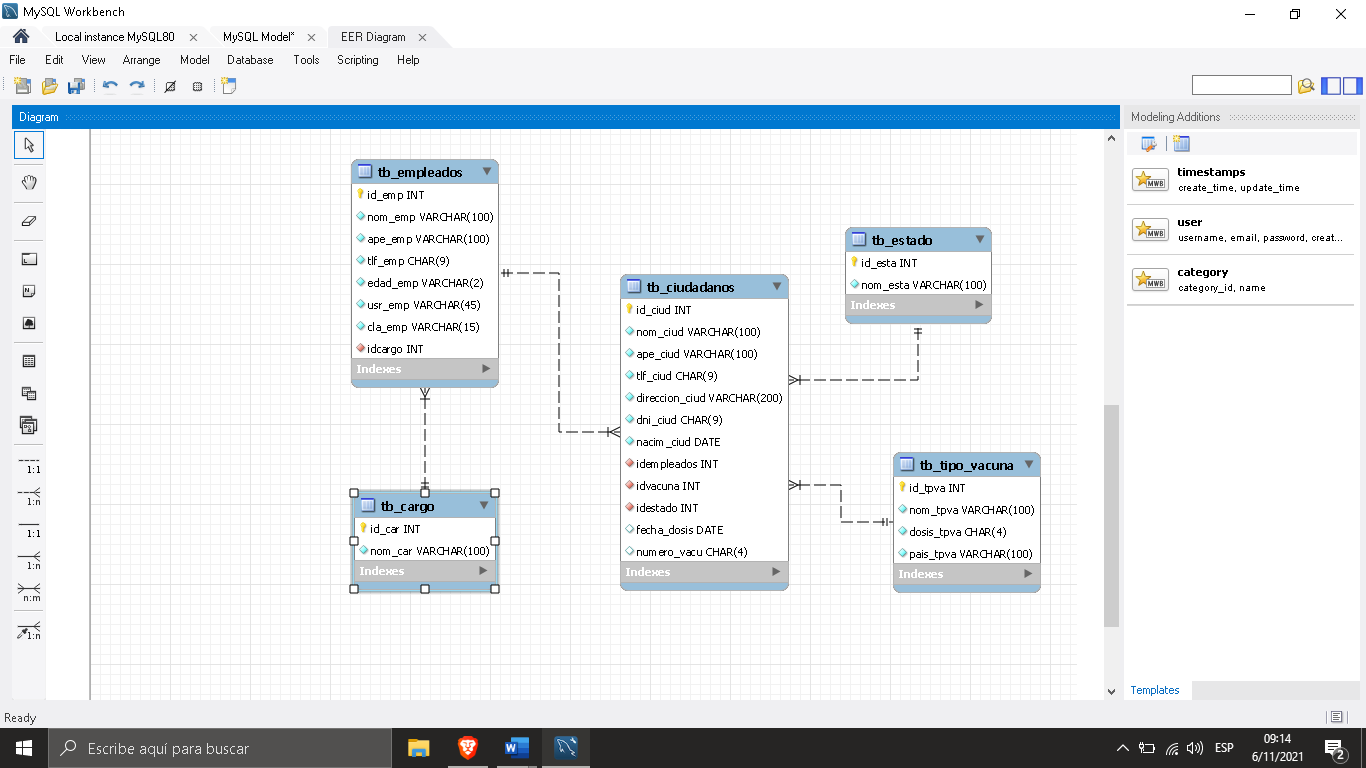 MySQL Workbench
Local instance MySQL80
MySQL Model*
EER Diagram
File Edit View Arrange Model Database Tools Scripting Help
Diagram
1:1
1:n
1:1
1:n
n:m
1:n
tb_empleados
id_emp INT
nom_emp VARCHAR(100)
ape_emp VARCHAR(100)
tlf_emp CHAR(9)
edad_emp VARCHAR(2)
usr_emp VARCHAR(45)
cla_emp VARCHAR(15)
idcargo INT
Indexes
tb_cargo
id_car INT
nom_car VARCHAR(100)
Indexes
tb_ciudadanos
id_ciud INT
nom_ciud VARCHAR(100)
ape_ciud VARCHAR(100)
tlf_ciud CHAR(9)
direccion_ciud VARCHAR(200)
dni_ciud CHAR(9)
nacim_ciud DATE
idempleados INT
idvacuna INT
idestado INT
fecha_dosis DATE
numero_vacu CHAR(4)
Indexes
tb_estado
id_esta INT
nom_esta VARCHAR(100)
Indexes
tb_tipo_vacuna
id_tpva INT
nom_tpva VARCHAR(100)
dosis_tpva CHAR(4)
pais_tpva VARCHAR(100)
Indexes
Modeling Additions
MWB
timestamps
create_time, update_time
MWB
user
username, email, password, creat...
MWB
category
category_id, name
Templates
Ready
Escribe aquí para buscar
ESP
09:14
6/11/2021
2